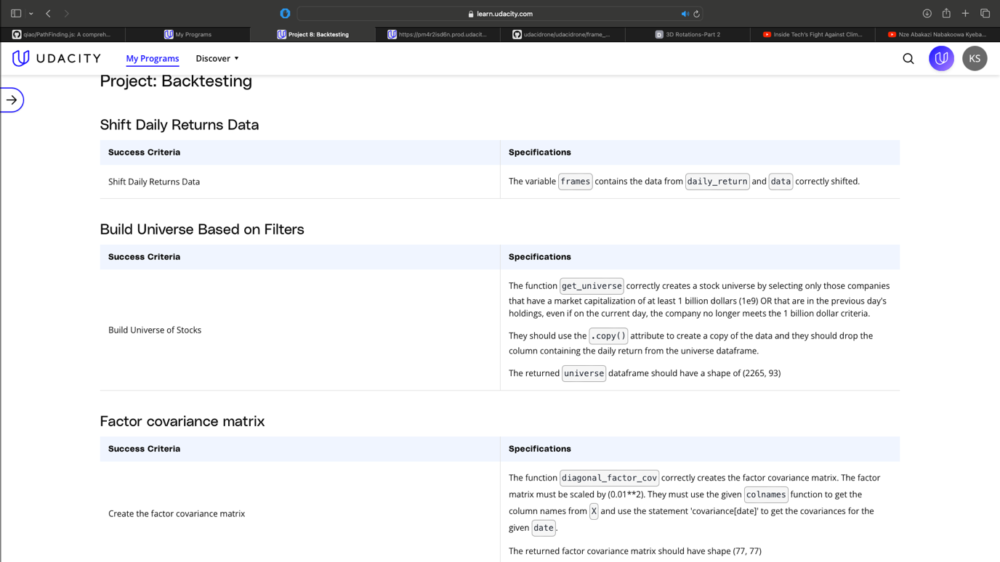 learn.udacity.com
qiao/PathFinding.js: A compreh...
My Programs
Project 8: Backtesting
https://pm4r2isd6n.prod.udacit...
udacidrone/udacidrone/frame_...
D
3D Rotations-Part 2
Inside Tech's Fight Against Clim...
Nze Abakazi Nabakoowa Kyeba...
UDACITY
My Programs
Discover
KS
Project: Backtesting
Shift Daily Returns Data
Success Criteria
Specifications
Shift Daily Returns Data
The variable frames contains the data from daily_return and data correctly shifted.
Build Universe Based on Filters
Success Criteria
Specifications
Build Universe of Stocks
The function get_universe correctly creates a stock universe by selecting only those companies
that have a market capitalization of at least 1 billion dollars (1e9) OR that are in the previous day's
holdings, even if on the current day, the company no longer meets the 1 billion dollar criteria.
They should use the .copy() attribute to create a copy of the data and they should drop the
column containing the daily return from the universe dataframe.
The returned universe dataframe should have a shape of (2265, 93)
Factor covariance matrix
Success Criteria
Specifications
Create the factor covariance matrix
The function diagonal_factor_cov correctly creates the factor covariance matrix. The factor
matrix must be scaled by (0.01**2). They must use the given colnames function to get the
column names from X and use the statement 'covariance[date]' to get the covariances for the
given date.
The returned factor covariance matrix should have shape (77, 77)